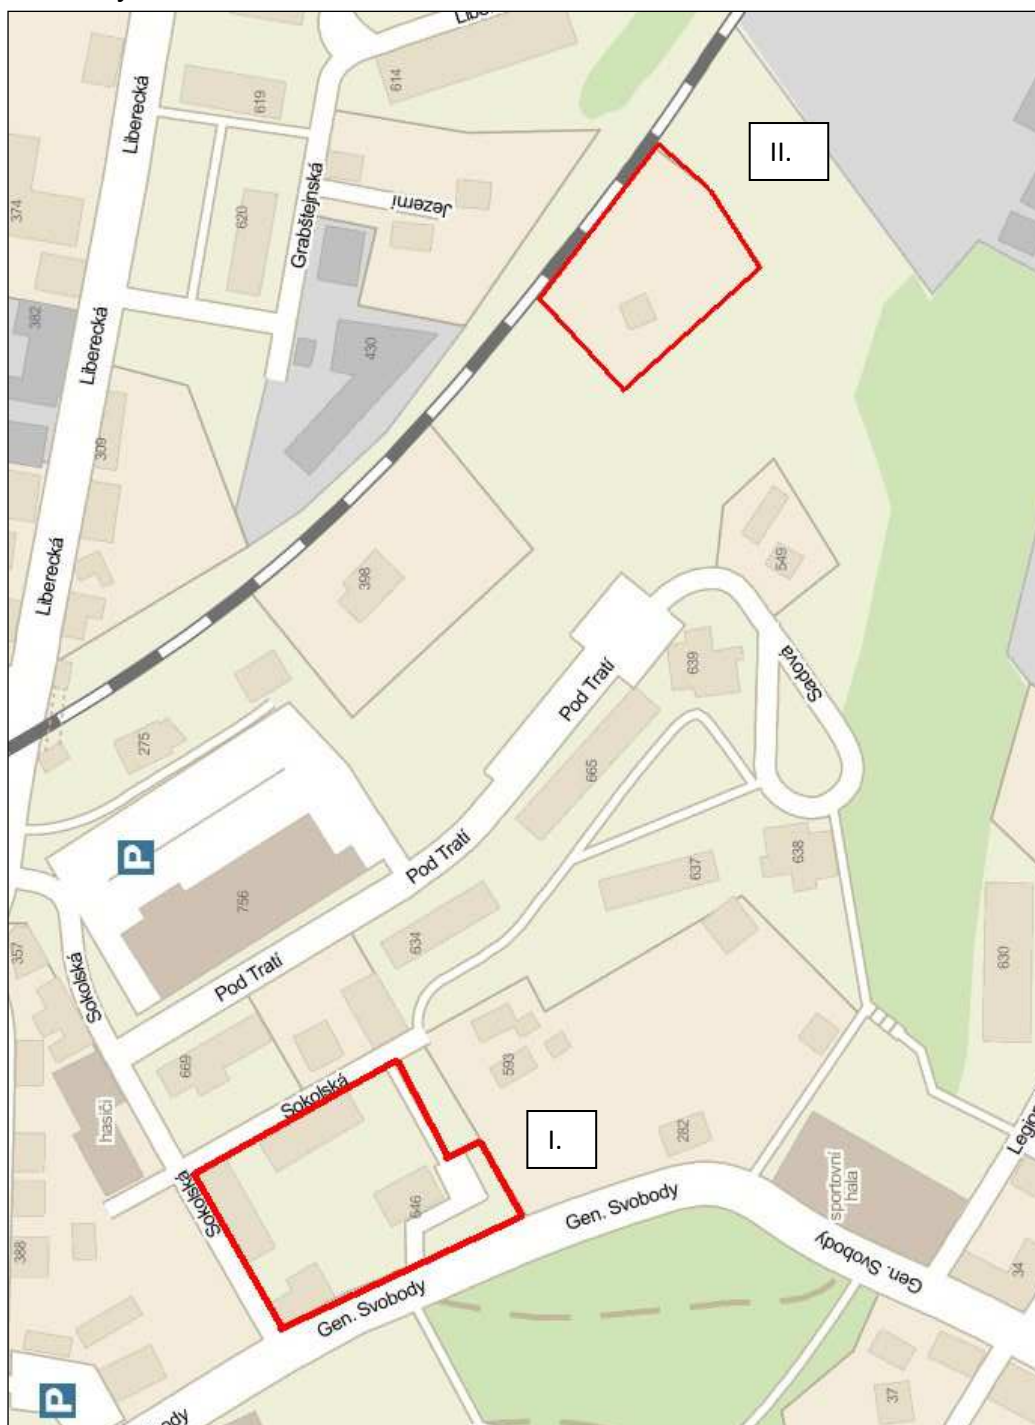 Liberecká
619
614
374
Liberecká
II.
620
Grabštejnská
Jezerní
382
Liberecká
430
309
Liberecká
398
549
639
Sadová
Pod Tratí
275
665
P
Pod Tratí
756
637
638
634
357
Sokolská
630
Pod Tratí
669
593
hasiči
Sokolská
282
I.
Sokolská
646
sportovní
hala
Gen. Svobody
388
Gen. Svobody
Gen. Svobody
34
37
P